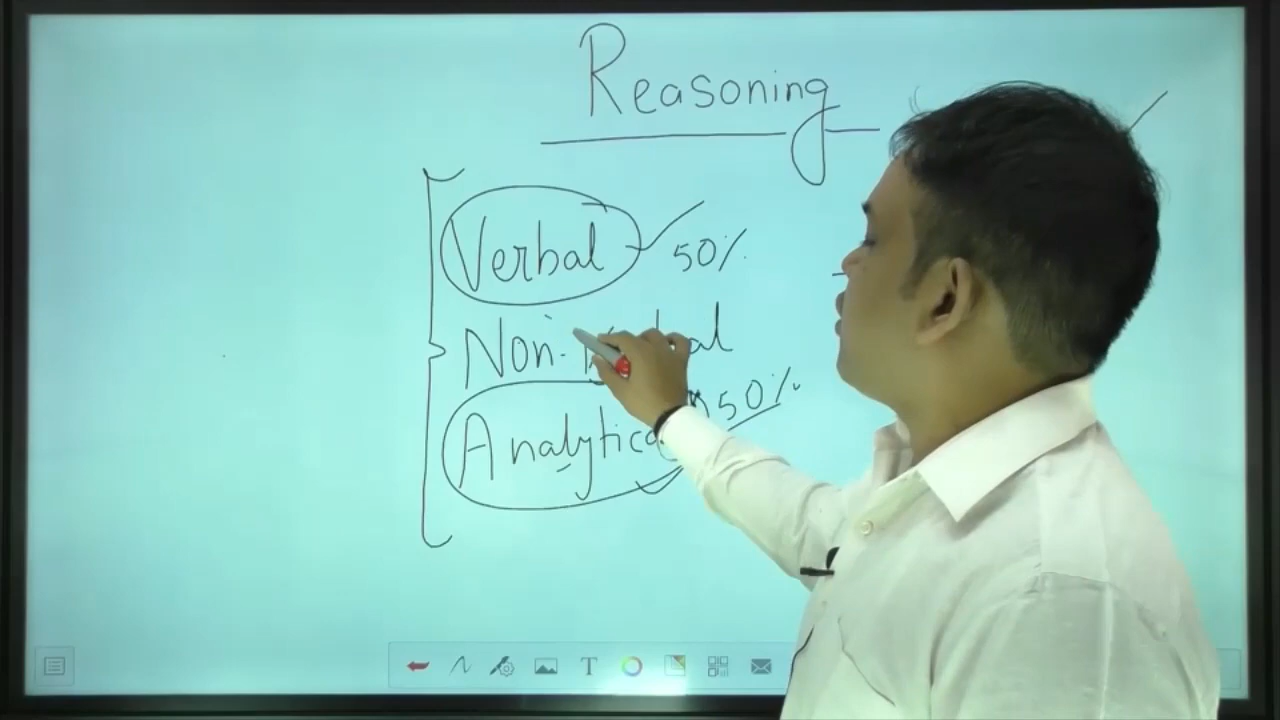 Reasoning
Verbal 50%
Non-
Analytical 50%
T